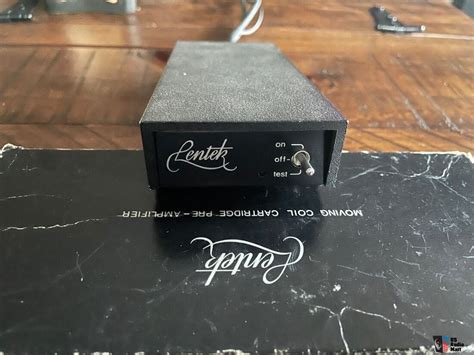 Lentek
on
off
test
MOVING COIL CARTRIDGE PRE-AMPLIFIER
Lentek
US
Audio
Mart